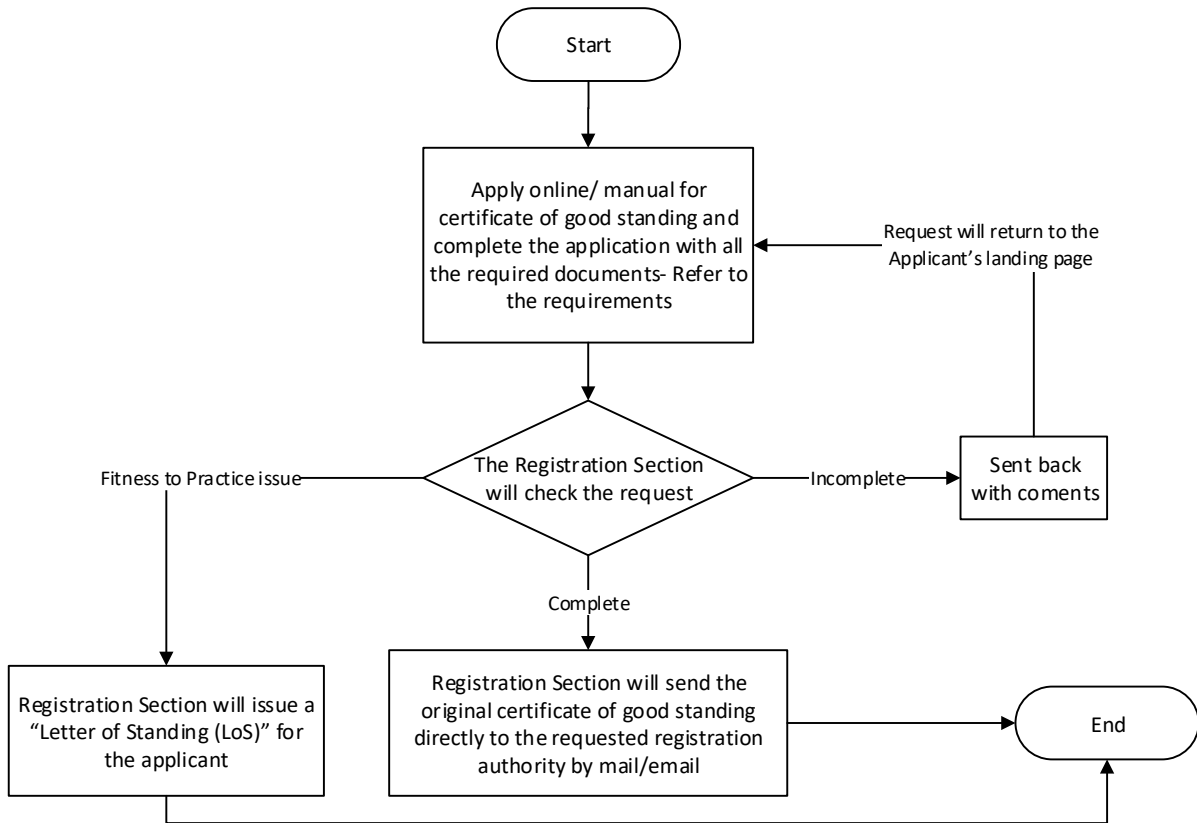 Start
Apply online/ manual for
certificate of good standing and
complete the application with all
the required documents- Refer to
the requirements
Request will return to the
Applicant’s landing page
The Registration Section
will check the request
Fitness to Practice issue
Incomplete
Sent back
with coments
Complete
Registration Section will issue a
“Letter of Standing (LoS)” for
the applicant
Registration Section will send the
original certificate of good standing
directly to the requested registration
authority by mail/email
End